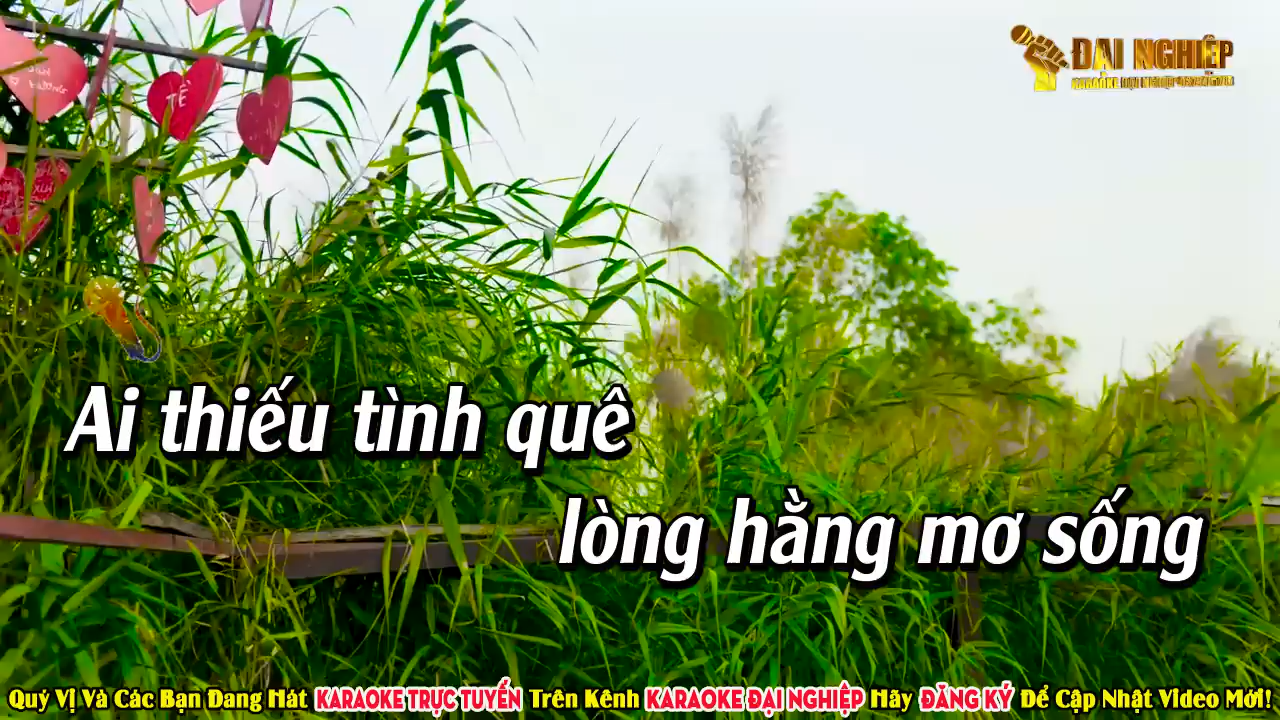 ĐẠI NGHIỆP
TÈ
Ai thiếu tình quê
lòng hằng mơ sống
Quý Vị Và Các Bạn Đang Hát KARAOKE TRỰC TUYẾN Trên Kênh KARAOKE ĐẠI NGHIỆP Hãy ĐĂNG KÝ Để Cập Nhật Video Mới!